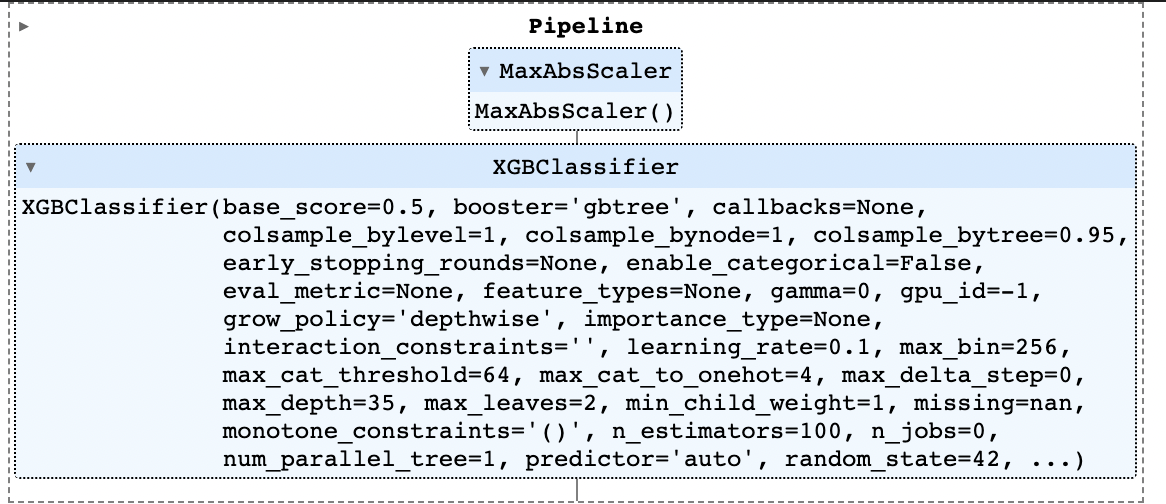 Pipeline
MaxAbsScaler
MaxAbsScaler()
XGBClassifier
XGBClassifier(base_score=0.5, booster='gbtree', callbacks=None,
colsample_bylevel=1, colsample_bynode=1, colsample_bytree=0.95,
early_stopping_rounds=None, enable_categorical=False,
eval_metric=None, feature_types=None, gamma=0, gpu_id=-1,
grow_policy='depthwise', importance_type=None,
interaction_constraints='', learning_rate=0.1, max_bin=256,
max_cat_threshold=64, max_cat_to_onehot=4, max_delta_step=0,
max_depth=35, max_leaves=2, min_child_weight=1, missing=nan,
monotone_constraints='()', n_estimators=100, n_jobs=0,
num_parallel_tree=1, predictor='auto', random_state=42, ...)